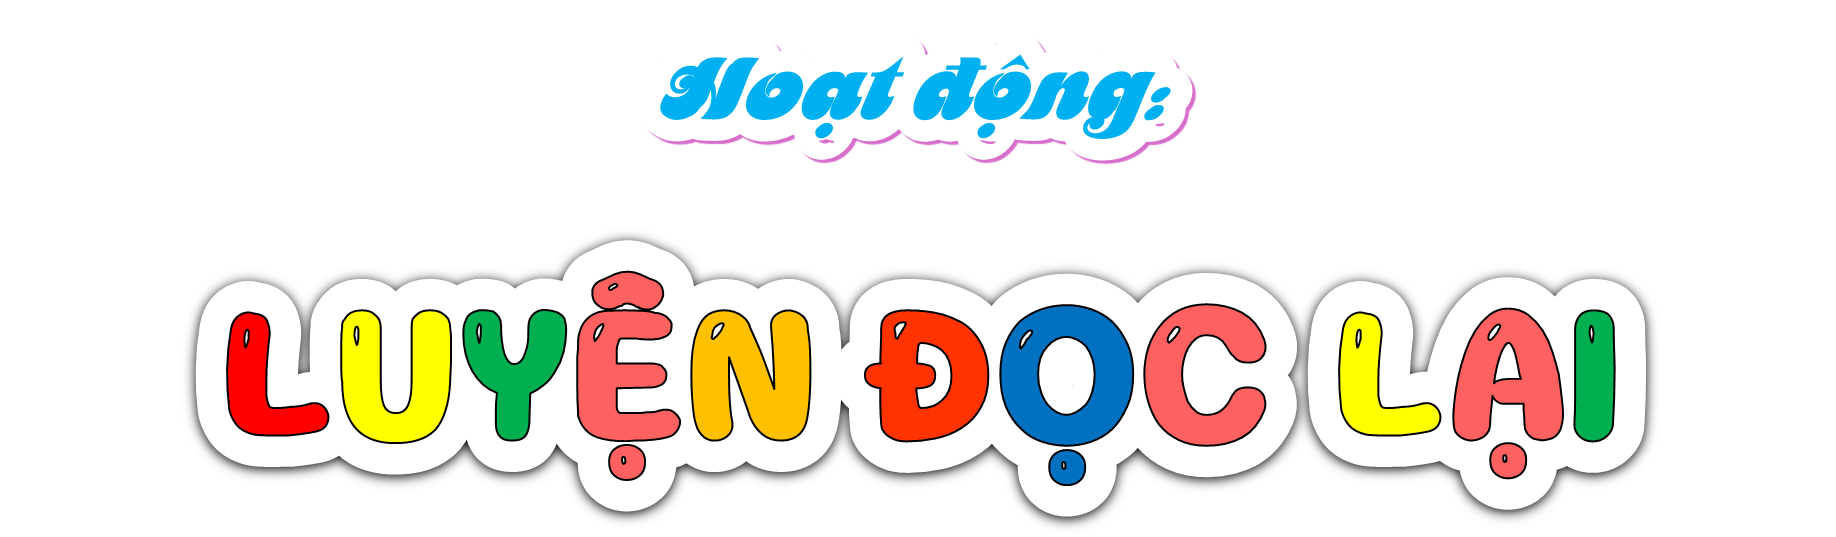 Hoạt động:
LUYỆN ĐỌC LẠI